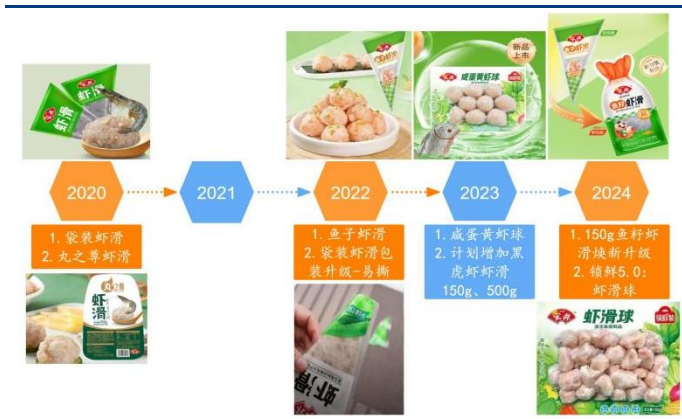 新品
上市
咸蛋黄虾球
虾滑
虾滑
2020
2021
2022
2023
2024
1.袋装虾滑
2.丸之尊虾滑
1.鱼子虾滑
2.袋装虾滑包
装升级-易撕
1.咸蛋黄虾球
2.计划增加黑
虎虾虾滑
150g、500g
1.150g鱼籽虾
滑焕新升级
2.锁鲜5.0:
虾滑球
虾滑
虾滑
虾滑球